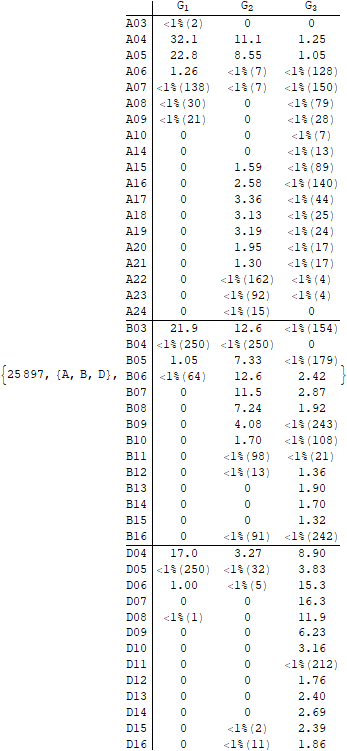 G1 G2 G3
A03 <1%(2) 0 0
A04 32.1 11.1 1.25
A05 22.8 8.55 1.05
A06 1.26 <1%(7) <1%(128)
A07 <1%(138) <1%(7) <1%(150)
A08 <1%(30) 0 <1%(79)
A09 <1%(21) 0 <1%(28)
A10 0 0 <1%(7)
A14 0 0 <1%(13)
A15 0 1.59 <1%(89)
A16 0 2.58 <1%(140)
A17 0 3.36 <1%(44)
A18 0 3.13 <1%(25)
A19 0 3.19 <1%(24)
A20 0 1.95 <1%(17)
A21 0 1.30 <1%(17)
A22 0 <1%(162) <1%(4)
A23 0 <1%(92) <1%(4)
A24 0 <1%(15) 0
B03 21.9 12.6 <1%(154)
B04 <1%(250) <1%(250) 0
B05 1.05 7.33 <1%(179)
{25897, {A, B, D}, B06 <1%(64) 12.6 2.42 }
B07 0 11.5 2.87
B08 0 7.24 1.92
B09 0 4.08 <1%(243)
B10 0 1.70 <1%(108)
B11 0 <1%(98) <1%(21)
B12 0 <1%(13) 1.36
B13 0 0 1.90
B14 0 0 1.70
B15 0 0 1.32
B16 0 <1%(91) <1%(242)
D04 17.0 3.27 8.90
D05 <1%(250) <1%(32) 3.83
D06 1.00 <1%(5) 15.3
D07 0 0 16.3
D08 <1%(1) 0 11.9
D09 0 0 6.23
D10 0 0 3.16
D11 0 0 <1%(212)
D12 0 0 1.76
D13 0 0 2.40
D14 0 0 2.69
D15 0 <1%(2) 2.39
D16 0 <1%(11) 1.86